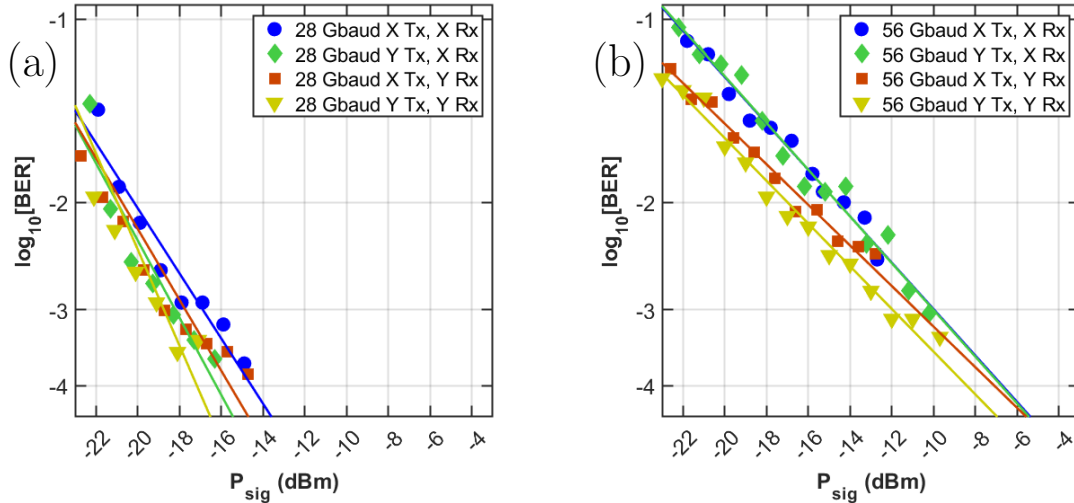 (a)
28 Gbaud X Tx, X Rx
28 Gbaud Y Tx, X Rx
28 Gbaud X Tx, Y Rx
28 Gbaud Y Tx, Y Rx
-1
-2
-3
-4
log10[BER]
-22 -20 -18 -16 -14 -12 -10 -8 -6 -4
Psig (dBm)
(b)
56 Gbaud X Tx, X Rx
56 Gbaud Y Tx, X Rx
56 Gbaud X Tx, Y Rx
56 Gbaud Y Tx, Y Rx
-1
-2
-3
-4
log10[BER]
-22 -20 -18 -16 -14 -12 -10 -8 -6 -4
Psig (dBm)